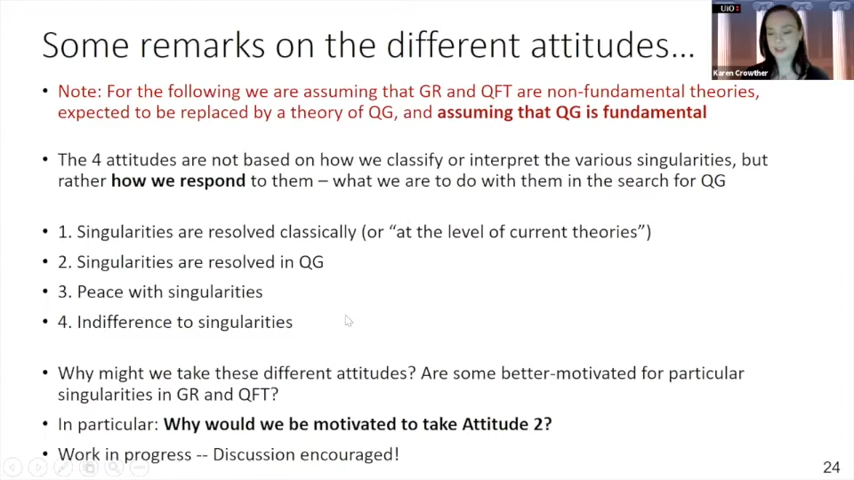 Some remarks on the different attitudes...
UiO
Karen Crowther
• Note: For the following we are assuming that GR and QFT are non-fundamental theories,
expected to be replaced by a theory of QG, and assuming that QG is fundamental
• The 4 attitudes are not based on how we classify or interpret the various singularities, but
rather how we respond to them – what we are to do with them in the search for QG
• 1. Singularities are resolved classically (or “at the level of current theories”)
• 2. Singularities are resolved in QG
• 3. Peace with singularities
• 4. Indifference to singularities
• Why might we take these different attitudes? Are some better-motivated for particular
singularities in GR and QFT?
• In particular: Why would we be motivated to take Attitude 2?
• Work in progress -- Discussion encouraged!
24